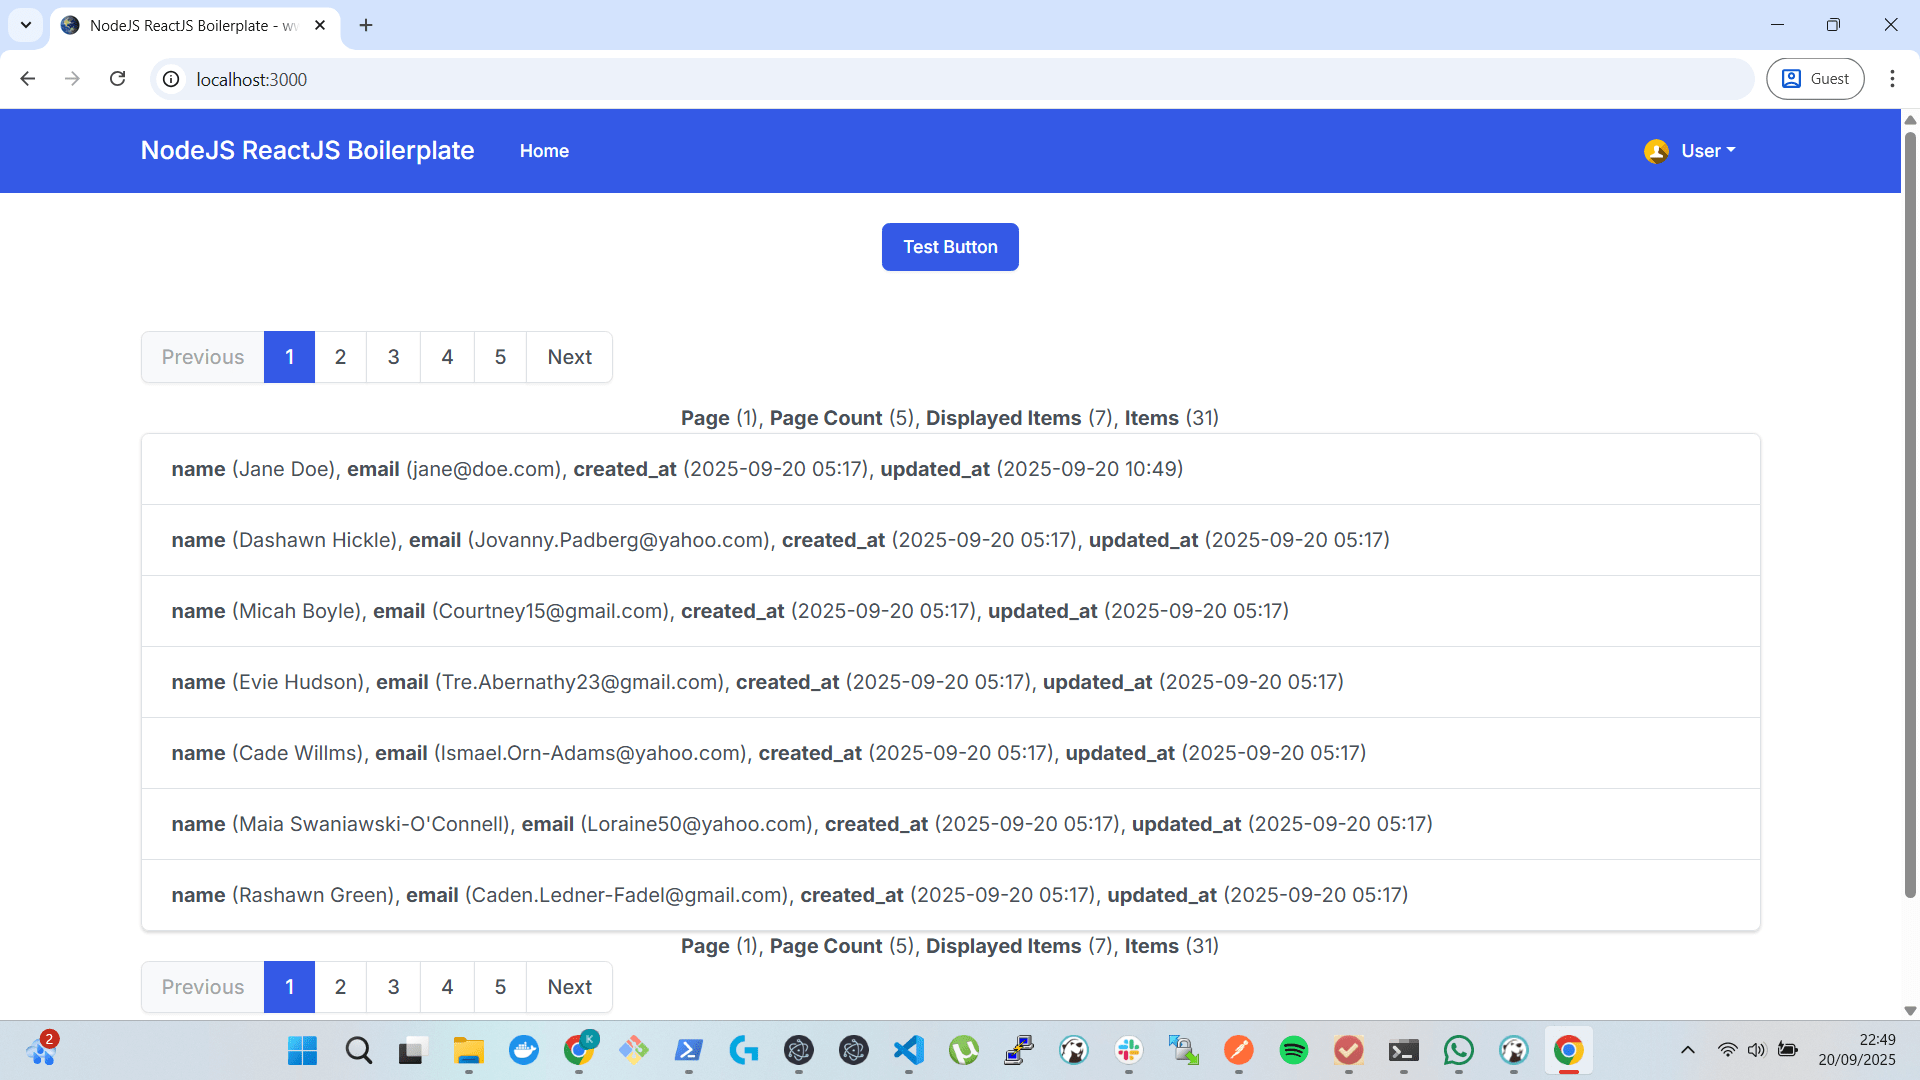 NodeJS ReactJS Boilerplate - w
localhost:3000
Guest
NodeJS ReactJS Boilerplate Home User
Test Button
Previous 1 2 3 4 5 Next
Page (1), Page Count (5), Displayed Items (7), Items (31)
name (Jane Doe), email (jane@doe.com), created_at (2025-09-20 05:17), updated_at (2025-09-20 10:49)
name (Dashawn Hickle), email (Jovanny.Padberg@yahoo.com), created_at (2025-09-20 05:17), updated_at (2025-09-20 05:17)
name (Micah Boyle), email (Courtney15@gmail.com), created_at (2025-09-20 05:17), updated_at (2025-09-20 05:17)
name (Evie Hudson), email (Tre.Abernathy23@gmail.com), created_at (2025-09-20 05:17), updated_at (2025-09-20 05:17)
name (Cade Willms), email (Ismael.Orn-Adams@yahoo.com), created_at (2025-09-20 05:17), updated_at (2025-09-20 05:17)
name (Maia Swaniawski-O'Connell), email (Loraine50@yahoo.com), created_at (2025-09-20 05:17), updated_at (2025-09-20 05:17)
name (Rashawn Green), email (Caden.Ledner-Fadel@gmail.com), created_at (2025-09-20 05:17), updated_at (2025-09-20 05:17)
Page (1), Page Count (5), Displayed Items (7), Items (31)
Previous 1 2 3 4 5 Next
2
K
22:49
20/09/2025